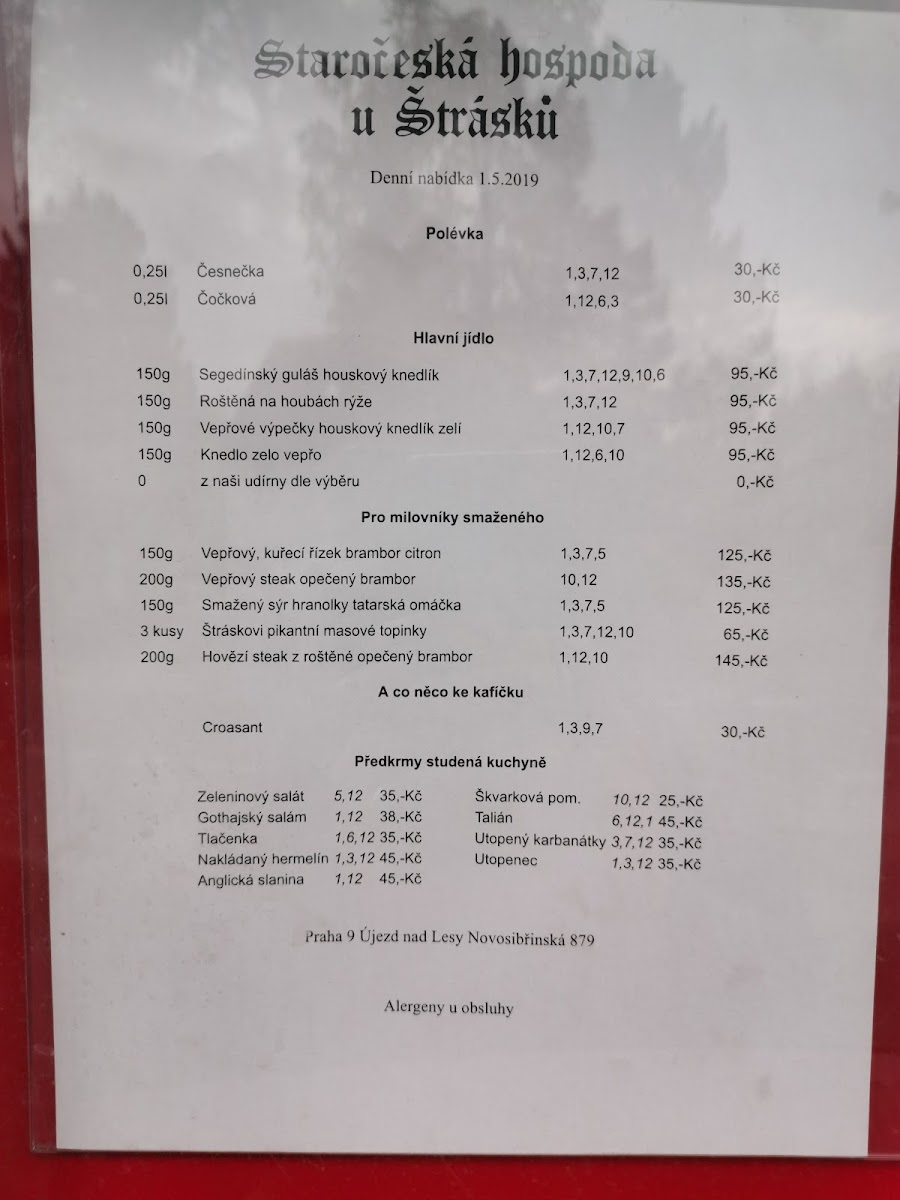 Staročeská hospoda
u Štrásků
Denní nabídka 1.5.2019
Polévka
0,25l Česnečka 1,3,7,12 30,-Kč
0,25l Čočková 1,12,6,3 30,-Kč
Hlavní jídlo
150g Segedínský guláš houskový knedlík 1,3,7,12,9,10,6 95,-Kč
150g Roštěná na houbách rýže 1,3,7,12 95,-Kč
150g Vepřové výpečky houskový knedlík zelí 1,12,10,7 95,-Kč
150g Knedlo zelo vepřo 1,12,6,10 95,-Kč
0 z naši udírny dle výběru 0,-Kč
Pro milovníky smaženého
150g Vepřový, kuřecí řízek brambor citron 1,3,7,5 125,-Kč
200g Vepřový steak opečený brambor 10,12 135,-Kč
150g Smažený sýr hranolky tatarská omáčka 1,3,7,5 125,-Kč
3 kusy Štráskovi pikantní masové topinky 1,3,7,12,10 65,-Kč
200g Hovězí steak z roštěné opečený brambor 1,12,10 145,-Kč
A co něco ke kafíčku
Croasant 1,3,9,7 30,-Kč
Předkrmy studená kuchyně
Zeleninový salát 5,12 35,-Kč Škvarková pom. 10,12 25,-Kč
Gothajský salám 1,12 38,-Kč Talián 6,12,1 45,-Kč
Tlačenka 1,6,12 35,-Kč Utopený karbanátky 3,7,12 35,-Kč
Nakládaný hermelín 1,3,12 45,-Kč Utopenec 1,3,12 35,-Kč
Anglická slanina 1,12 45,-Kč
Praha 9 Újezd nad Lesy Novosibřinská 879
Alergeny u obsluhy